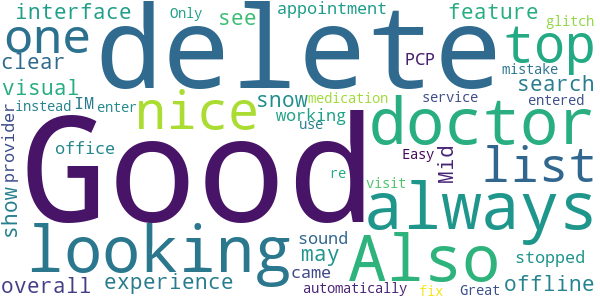 interface
Only
see
appointment
feature
glitch
one
delete
top
clear
PCP
mistake
search
visual
nice
snow
medication
service
entered
instead
IM
enter
working
use
doctor
provider
office
Good
Easy
Mid
list
re
visit
always
show
looking
sound
may
Also
came
stopped
overall
experience
automatically
fix
Great
offline